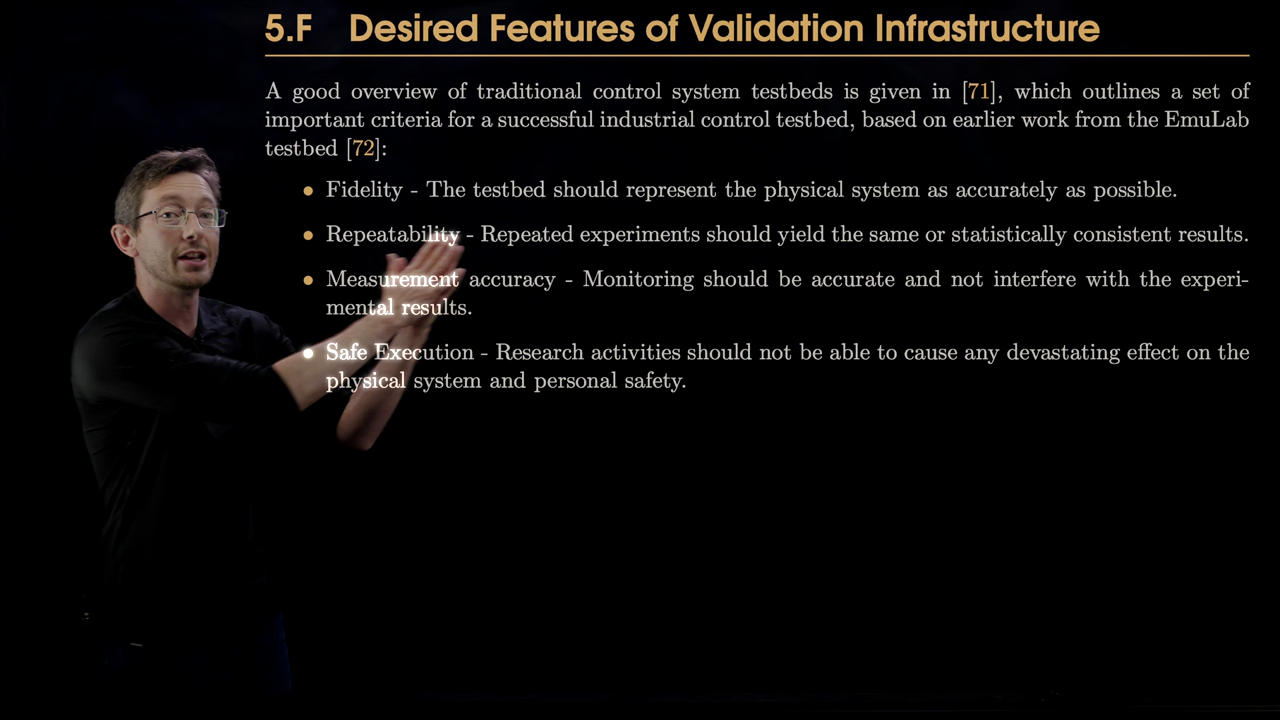 5.F Desired Features of Validation Infrastructure
A good overview of traditional control system testbeds is given in [71], which outlines a set of
important criteria for a successful industrial control testbed, based on earlier work from the EmuLab
testbed [72]:
• Fidelity - The testbed should represent the physical system as accurately as possible.
• Repeatability - Repeated experiments should yield the same or statistically consistent results.
• Measurement accuracy - Monitoring should be accurate and not interfere with the experi-
mental results.
• Safe Execution - Research activities should not be able to cause any devastating effect on the
physical system and personal safety.